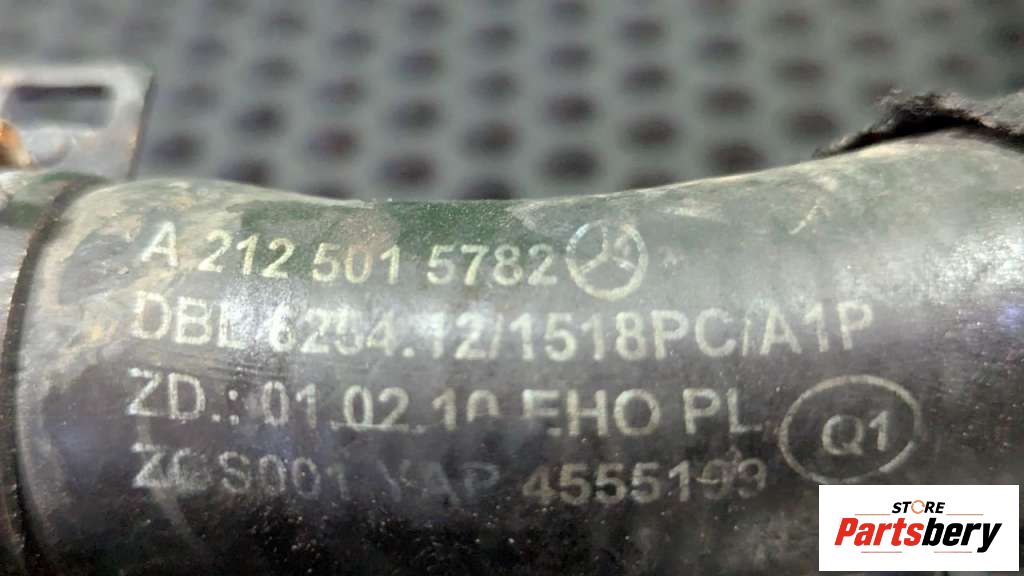 A 212 501 5782
DBL 6254.12/1518PC/A1P
ZD.: 01.02.10 EHO PL
Q1
ZGS001 4555199
STORE
Partsbery